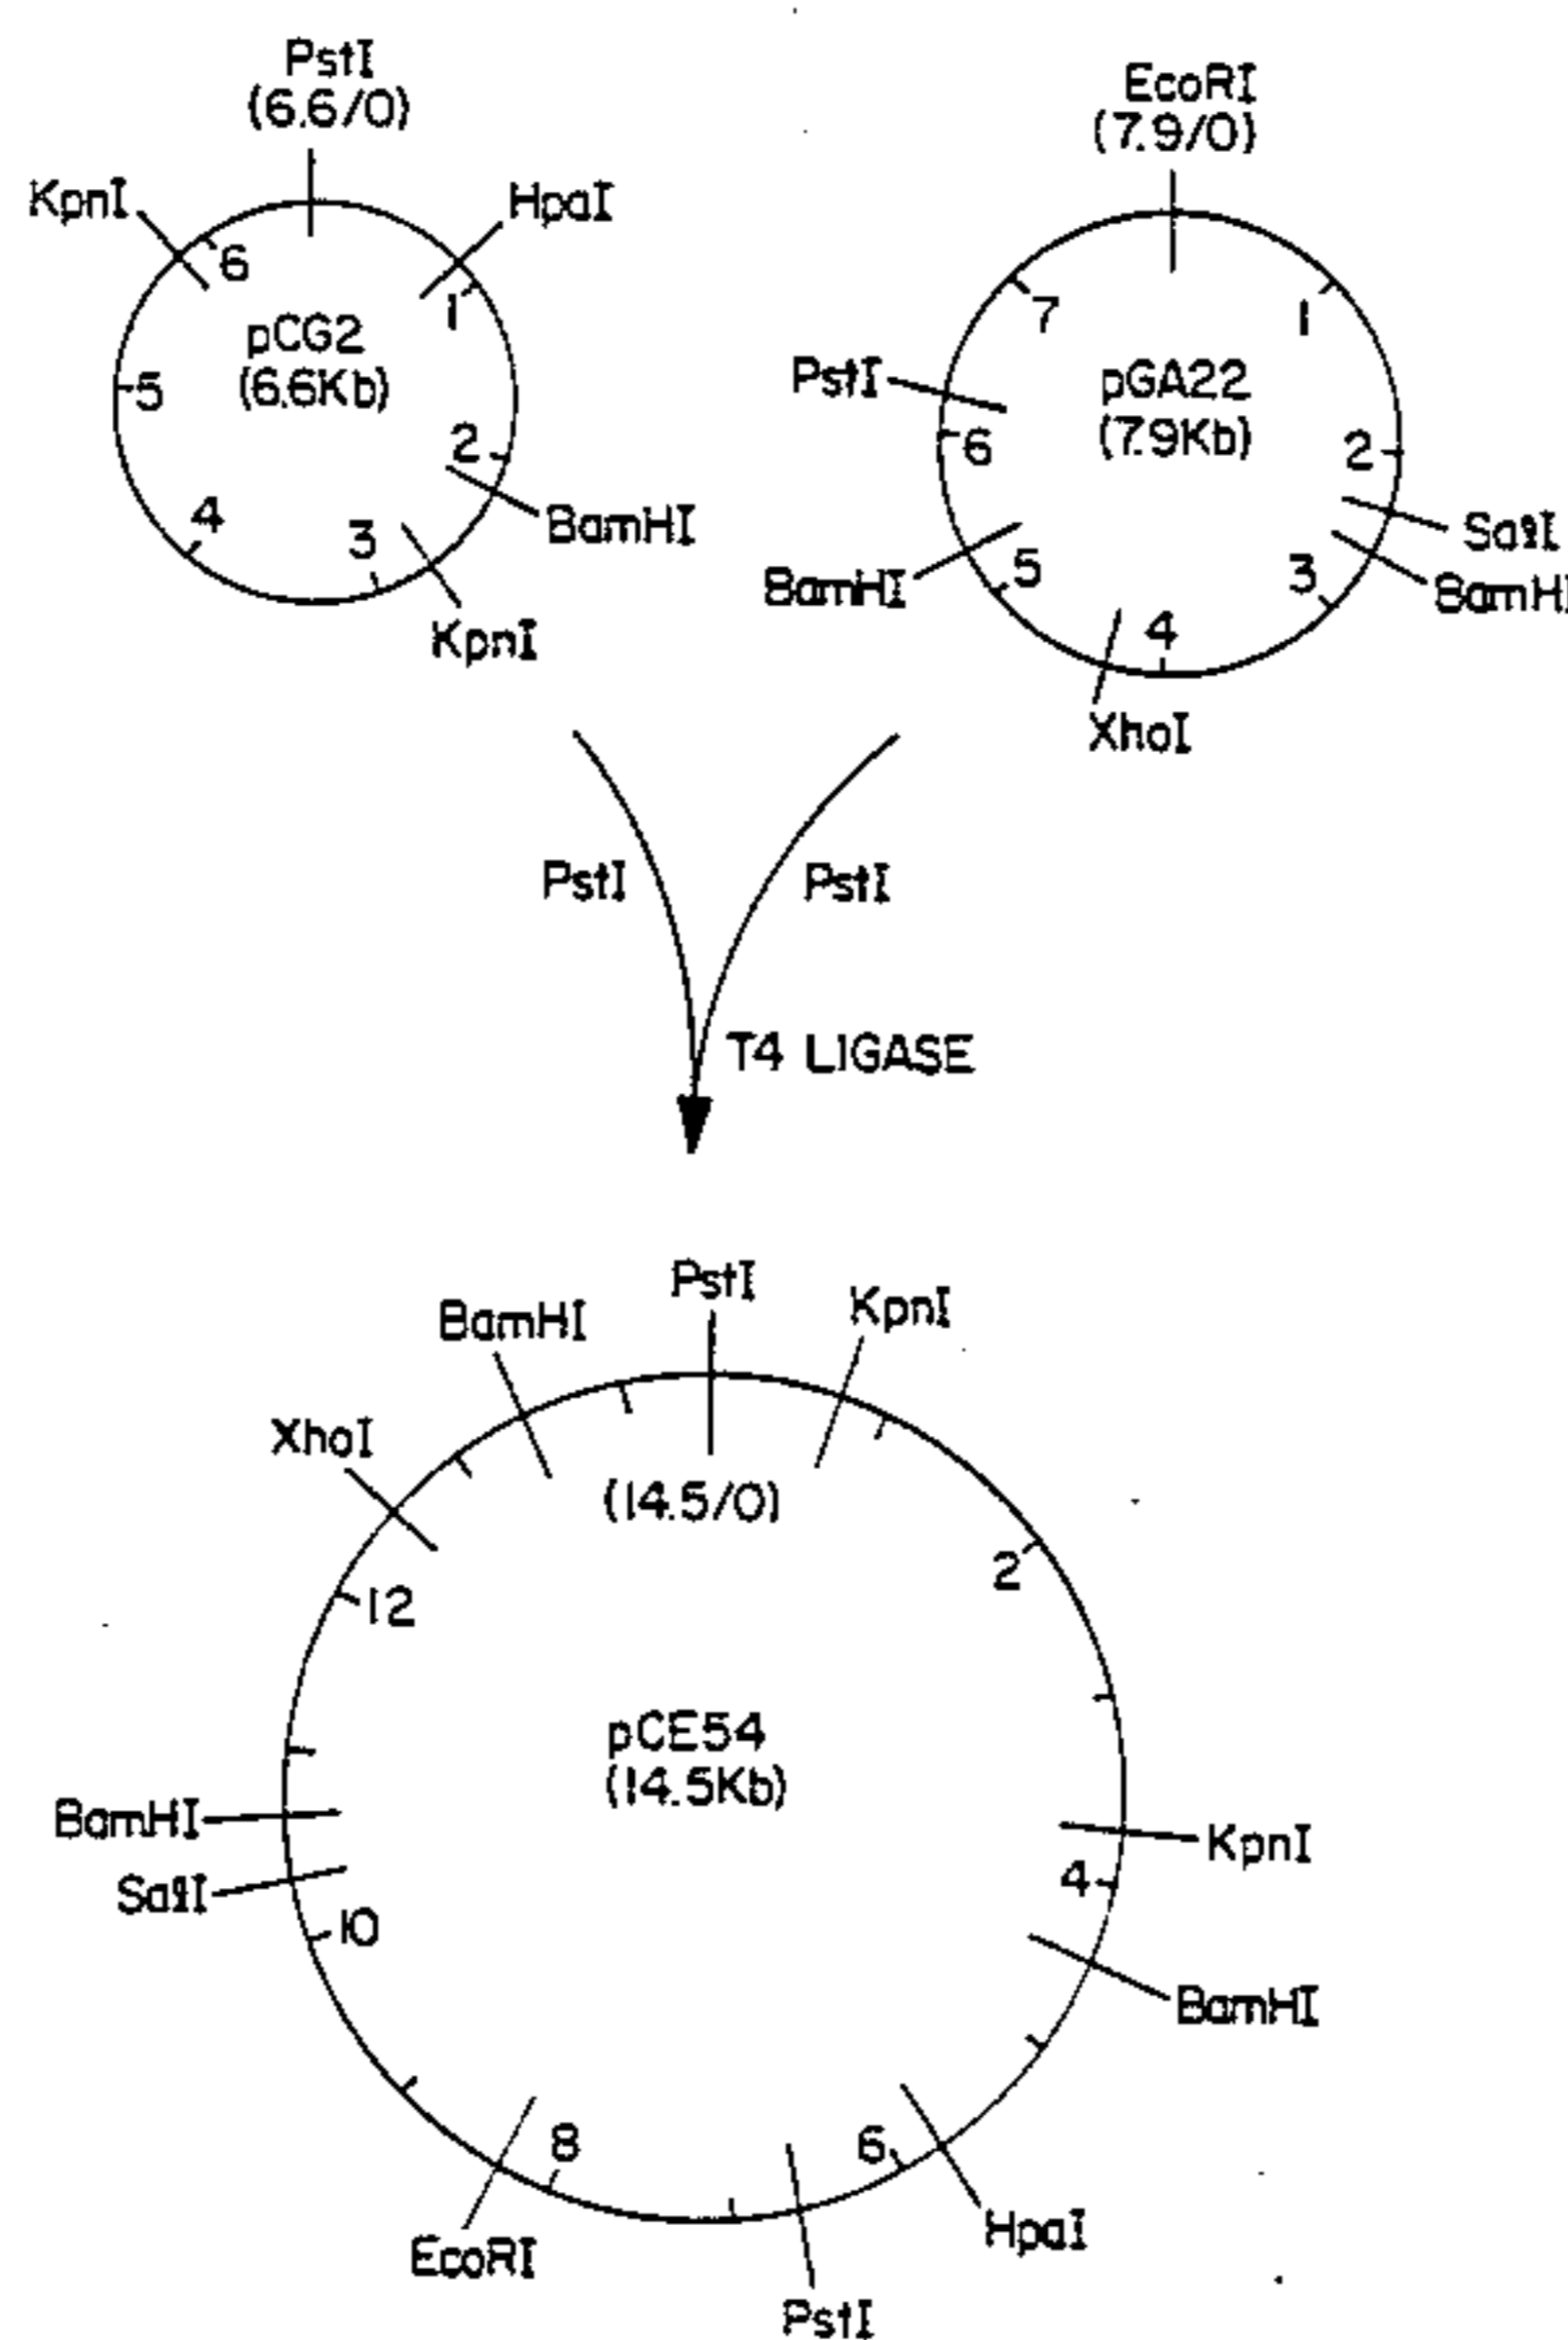 PstI
(6.6/0)
KpnI
HpaI
6
1
pCG2
(6.6Kb)
5
2
4
3
BamHI
KpnI
EcoRI
(7.9/0)
7
1
PstI
pGA22
(7.9Kb)
6
2
SalI
BamHI
5
3
BamHI
4
XhoI
PstI
PstI
T4 LIGASE
PstI
KpnI
BamHI
XhoI
(14.5/0)
2
12
pCE54
(14.5Kb)
BamHI
KpnI
SalI
4
10
BamHI
8
6
EcoRI
HpaI
PstI